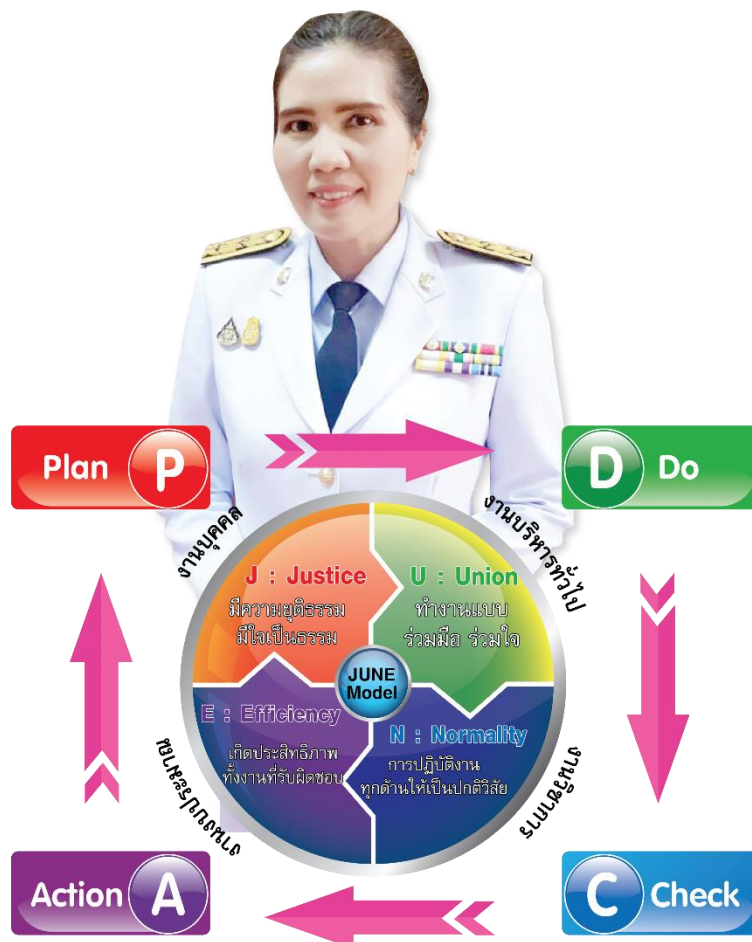 Plan P
D Do
งานบุคคล
งานบริหารทั่วไป
J : Justice
มีความยุติธรรม
มีใจเป็นธรรม
U : Union
ทำงานแบบ
ร่วมมือ ร่วมใจ
JUNE
Model
E : Efficiency
เกิดประสิทธิภาพ
ทั้งงานที่รับผิดชอบ
N : Normality
การปฏิบัติงาน
ทุกด้านให้เป็นปกติวิสัย
งานงบประมาณ
งานวิชาการ
Action A
C Check